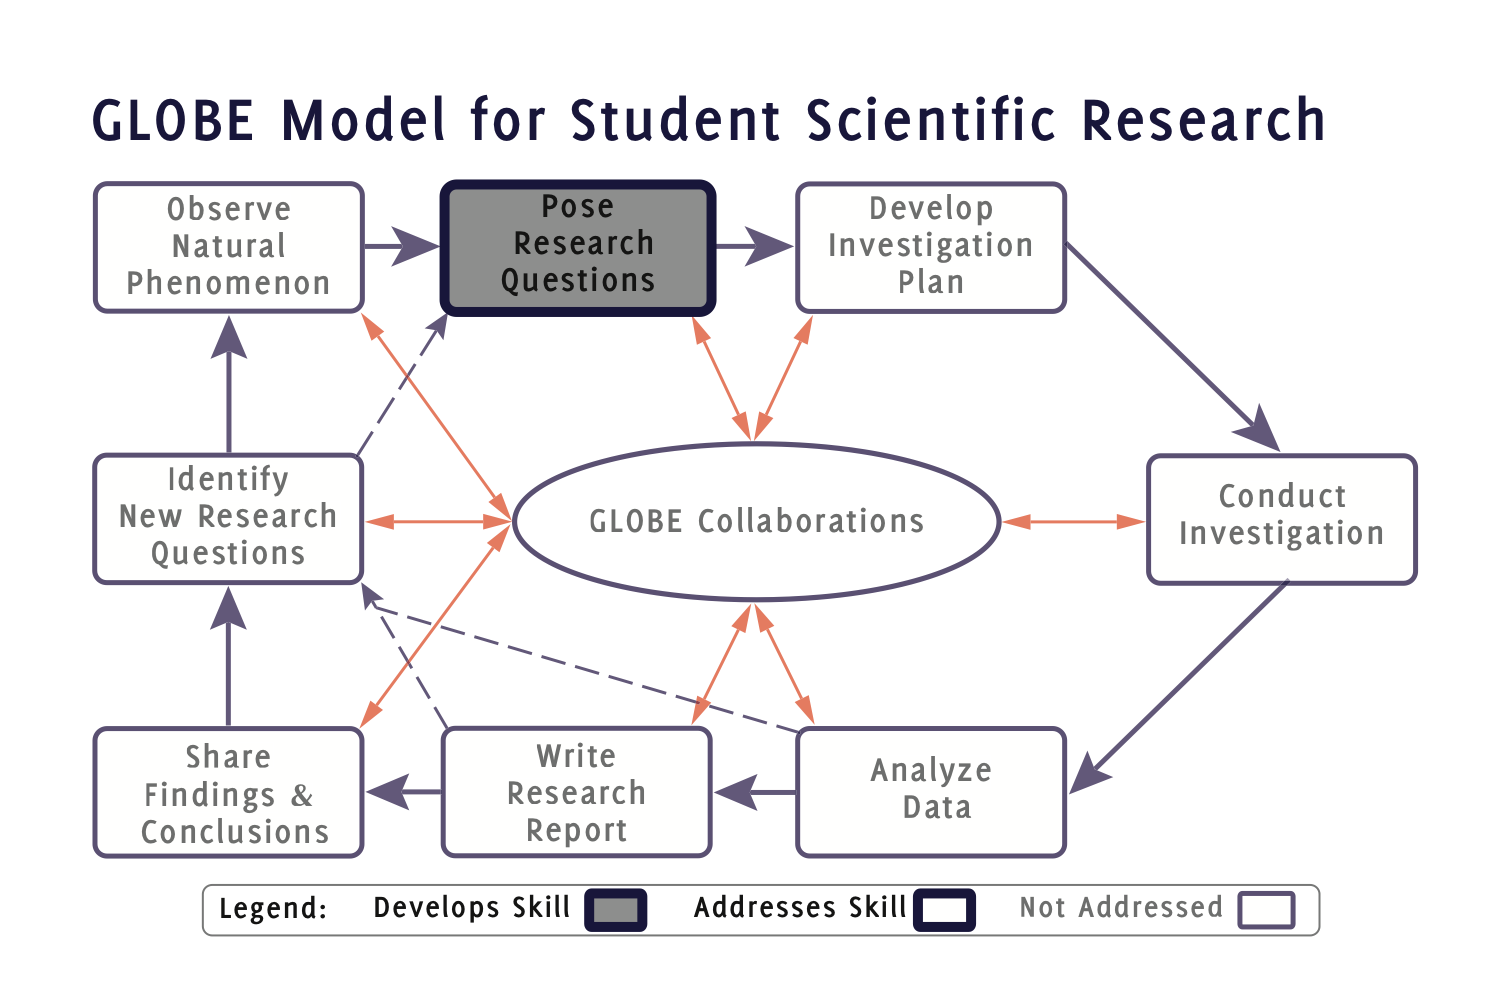 GLOBE Model for Student Scientific Research
Observe
Natural
Phenomenon
Pose
Research
Questions
Develop
Investigation
Plan
Identify
New Research
Questions
GLOBE Collaborations
Conduct
Investigation
Share
Findings &
Conclusions
Write
Research
Report
Analyze
Data
Legend: Develops Skill Addresses Skill Not Addressed